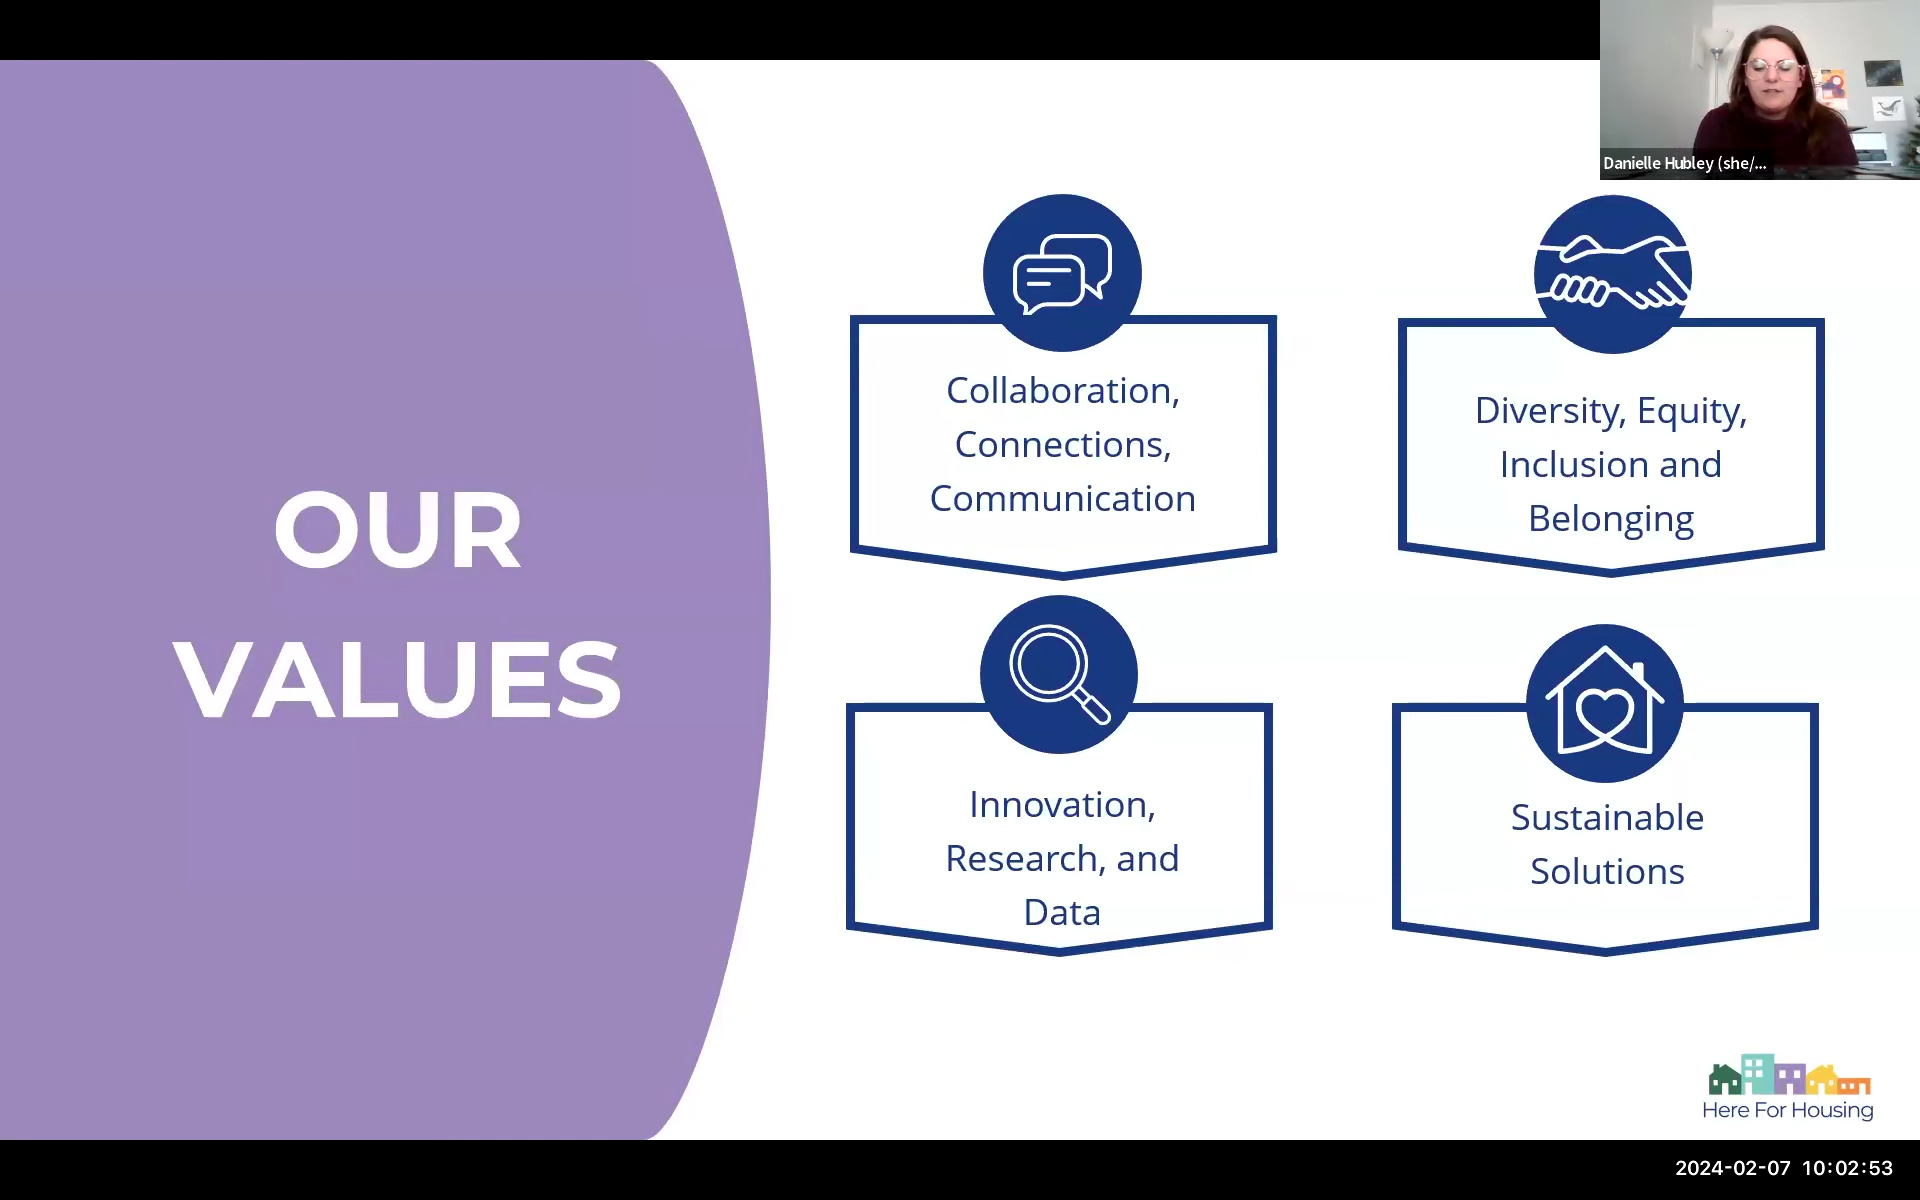 Danielle Hubley (she/...
OUR
VALUES
Collaboration,
Connections,
Communication
Diversity, Equity,
Inclusion and
Belonging
Innovation,
Research, and
Data
Sustainable
Solutions
Here For Housing
2024-02-07 10:02:53